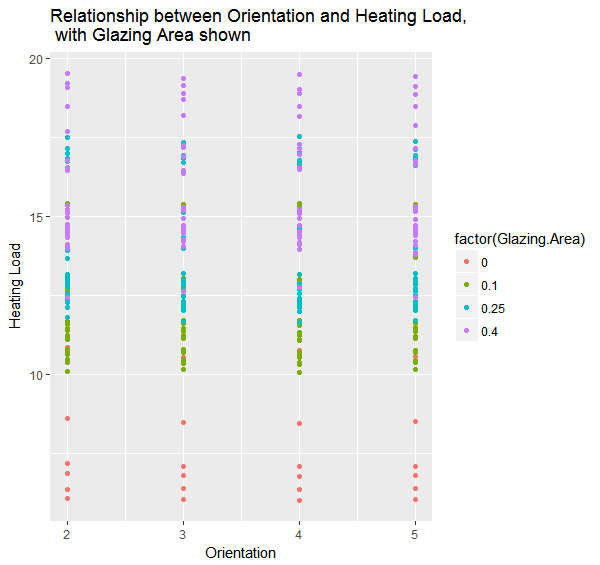 Relationship between Orientation and Heating Load,
with Glazing Area shown
20
15
10
Heating Load
2 3 4 5
Orientation
factor(Glazing.Area)
0
0.1
0.25
0.4